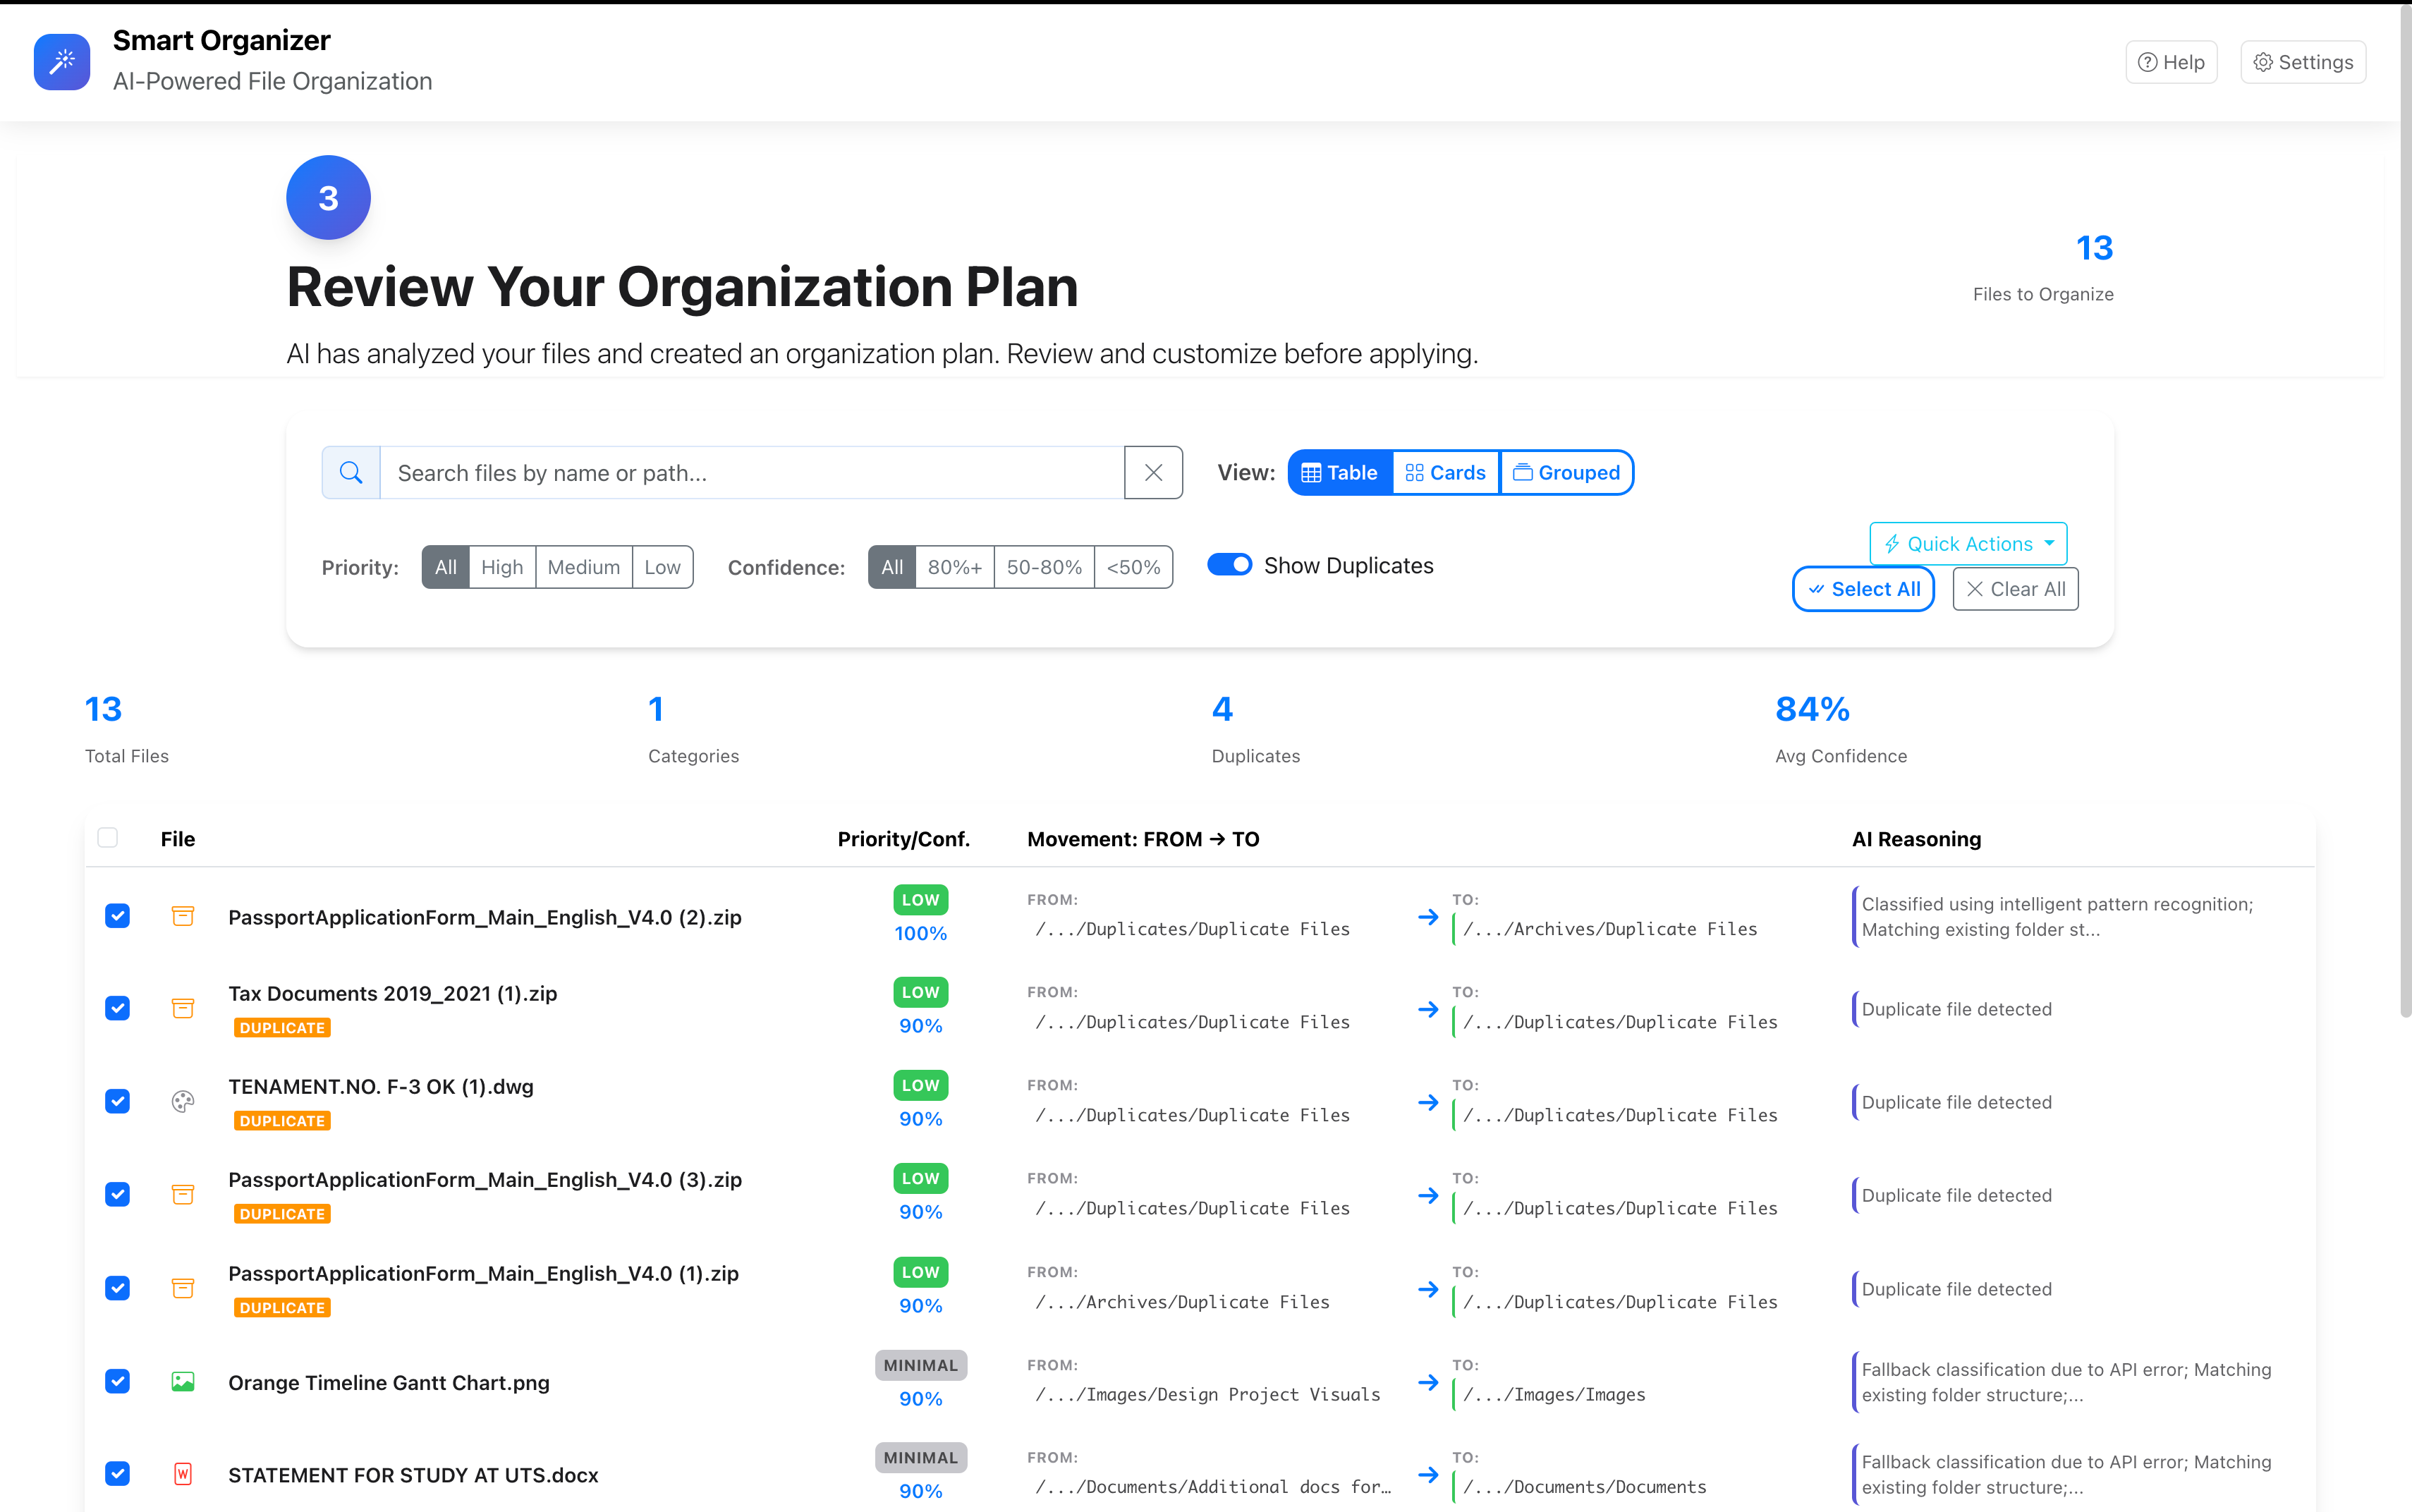 Smart Organizer
AI-Powered File Organization
Help
Settings
3
Review Your Organization Plan
AI has analyzed your files and created an organization plan. Review and customize before applying.
13
Files to Organize
Search files by name or path...
View:
Table
Cards
Grouped
Priority:
All
High
Medium
Low
Confidence:
All
80%+
50-80%
<50%
Show Duplicates
Quick Actions
Select All
Clear All
13
Total Files
1
Categories
4
Duplicates
84%
Avg Confidence
File
Priority/Conf.
Movement: FROM → TO
AI Reasoning
PassportApplicationForm_Main_English_V4.0 (2).zip
LOW
100%
FROM:
/.../Duplicates/Duplicate Files
→
TO:
/.../Archives/Duplicate Files
Classified using intelligent pattern recognition;
Matching existing folder st...
Tax Documents 2019_2021 (1).zip
DUPLICATE
LOW
90%
FROM:
/.../Duplicates/Duplicate Files
→
TO:
/.../Duplicates/Duplicate Files
Duplicate file detected
TENAMENT.NO. F-3 OK (1).dwg
DUPLICATE
LOW
90%
FROM:
/.../Duplicates/Duplicate Files
→
TO:
/.../Duplicates/Duplicate Files
Duplicate file detected
PassportApplicationForm_Main_English_V4.0 (3).zip
DUPLICATE
LOW
90%
FROM:
/.../Duplicates/Duplicate Files
→
TO:
/.../Duplicates/Duplicate Files
Duplicate file detected
PassportApplicationForm_Main_English_V4.0 (1).zip
DUPLICATE
LOW
90%
FROM:
/.../Archives/Duplicate Files
→
TO:
/.../Duplicates/Duplicate Files
Duplicate file detected
Orange Timeline Gantt Chart.png
MINIMAL
90%
FROM:
/.../Images/Design Project Visuals
→
TO:
/.../Images/Images
Fallback classification due to API error; Matching
existing folder structure;...
STATEMENT FOR STUDY AT UTS.docx
MINIMAL
90%
FROM:
/.../Documents/Additional docs for…
→
TO:
/.../Documents/Documents
Fallback classification due to API error; Matching
existing folder structure;...